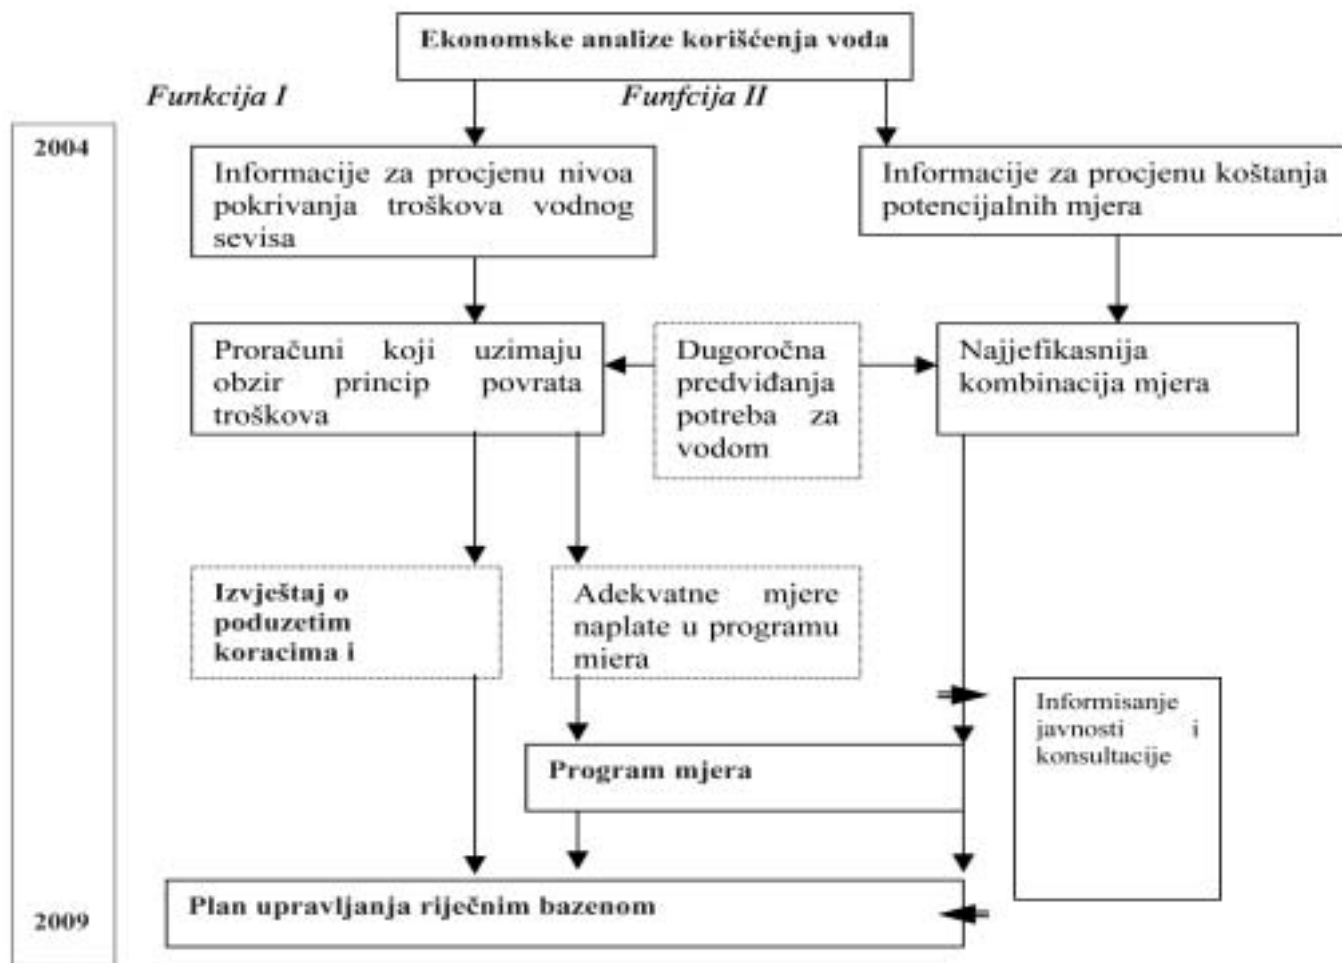 Ekonomske analize korišćenja voda
Funkcija I
Funfcija II
2004
Informacije za procjenu nivoa
pokrivanja troškova vodnog
sevisa
Informacije za procjenu koštanja
potencijalnih mjera
Proračuni koji uzimaju
obzir princip povrata
troškova
Dugoročna
predviđanja
potreba za
vodom
Najjefikasnija
kombinacija mjera
Izvještaj o
poduzetim
koracima i
Adekvatne mjere
naplate u programu
miera
Informisanje
javnosti i
konsultacije
Program mjera
Plan upravljanja riječnim bazenom
2009